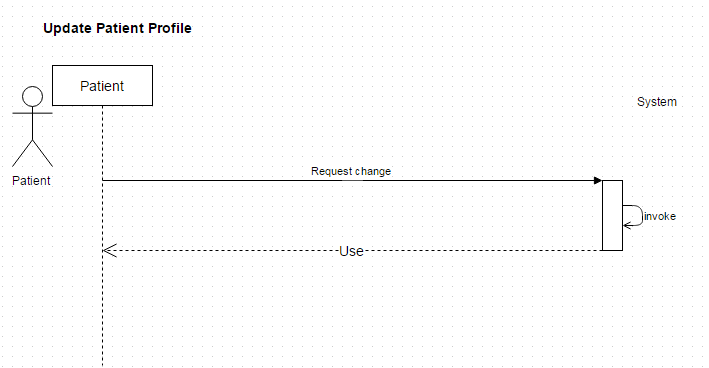 Update Patient Profile
Patient
System
Request change
Patient
invoke
Use